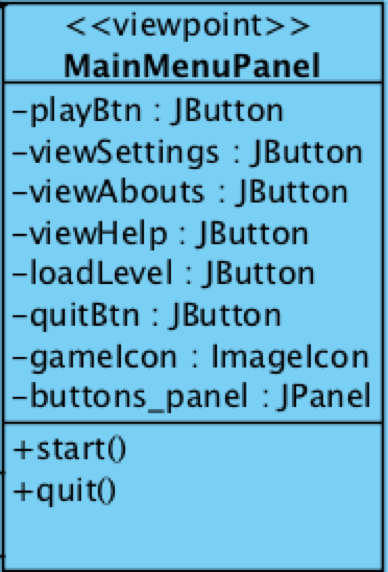 <<viewpoint>>
MainMenuPanel
-playBtn : JButton
-viewSettings : JButton
-viewAbouts : JButton
-viewHelp : JButton
-loadLevel : JButton
-quitBtn : JButton
-gameIcon : ImageIcon
-buttons_panel : JPanel
+start()
+quit()